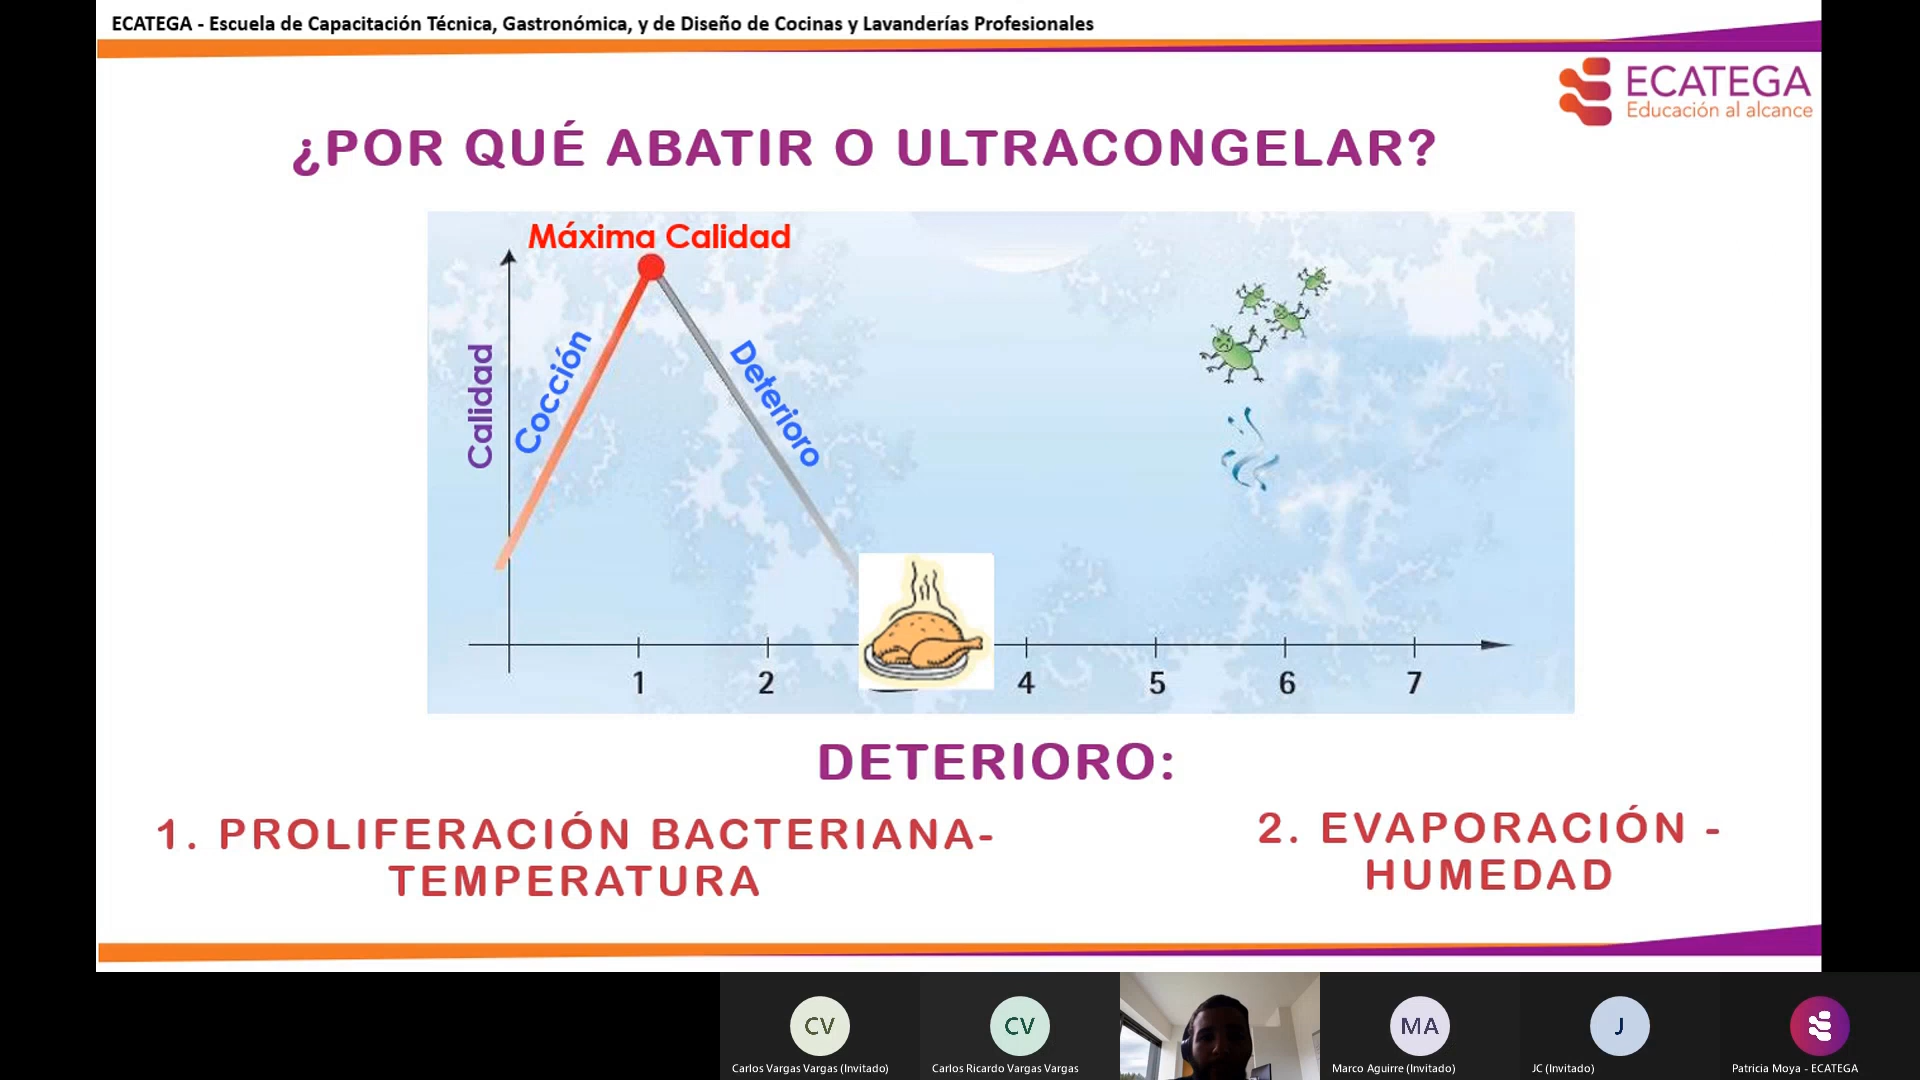 ECATEGA - Escuela de Capacitación Técnica, Gastronómica, y de Diseño de Cocinas y Lavanderías Profesionales
ECATEGA
Educación al alcance
¿POR QUÉ ABATIR O ULTRACONGELAR?
Máxima Calidad
Calidad
Cocción
Deterioro
1 2 4 5 6 7
DETERIORO:
1. PROLIFERACIÓN BACTERIANA-
TEMPERATURA
2. EVAPORACIÓN -
HUMEDAD
CV
CV
MA
J
Carlos Vargas Vargas (Invitado)
Carlos Ricardo Vargas Vargas
Marco Aguirre (Invitado)
JC (Invitado)
Patricia Moya - ECATEGA